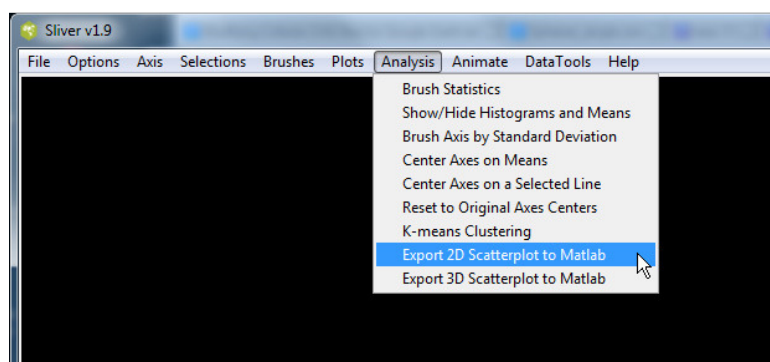 Sliver v1.9
File Options Axis Selections Brushes Plots Analysis Animate DataTools Help
Brush Statistics
Show/Hide Histograms and Means
Brush Axis by Standard Deviation
Center Axes on Means
Center Axes on a Selected Line
Reset to Original Axes Centers
K-means Clustering
Export 2D Scatterplot to Matlab
Export 3D Scatterplot to Matlab